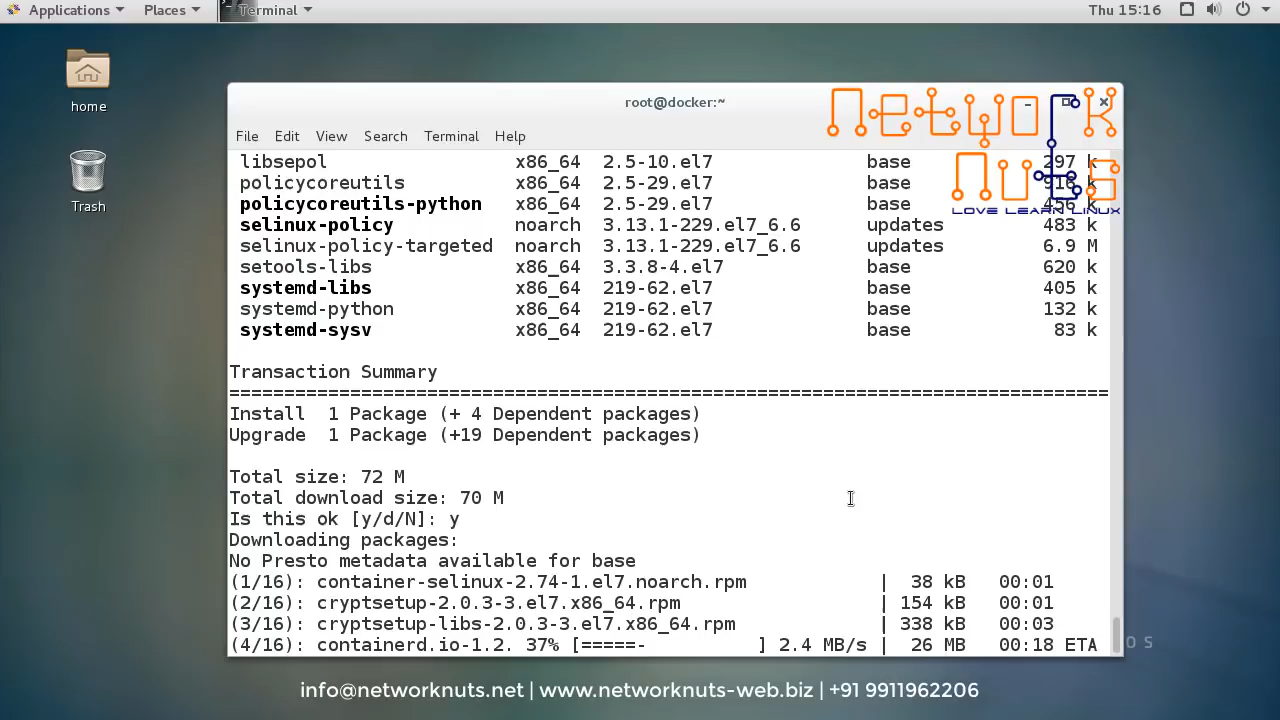 Applications Places Terminal Thu 15:16
home
Trash
root@docker:~
Network
Nuts
LOVE LEARN LINUX
File Edit View Search Terminal Help
libsepol x86_64 2.5-10.el7 base 297 k
policycoreutils x86_64 2.5-29.el7 base 916 k
policycoreutils-python x86_64 2.5-29.el7 base 456 k
selinux-policy noarch 3.13.1-229.el7_6.6 updates 483 k
selinux-policy-targeted noarch 3.13.1-229.el7_6.6 updates 6.9 M
setools-libs x86_64 3.3.8-4.el7 base 620 k
systemd-libs x86_64 219-62.el7 base 405 k
systemd-python x86_64 219-62.el7 base 132 k
systemd-sysv x86_64 219-62.el7 base 83 k
Transaction Summary
================================================================================
Install 1 Package (+ 4 Dependent packages)
Upgrade 1 Package (+19 Dependent packages)
Total size: 72 M
Total download size: 70 M
Is this ok [y/d/N]: y
Downloading packages:
No Presto metadata available for base
(1/16): container-selinux-2.74-1.el7.noarch.rpm | 38 kB 00:01
(2/16): cryptsetup-2.0.3-3.el7.x86_64.rpm | 154 kB 00:01
(3/16): cryptsetup-libs-2.0.3-3.el7.x86_64.rpm | 338 kB 00:03
(4/16): containerd.io-1.2. 37% [=====- ] 2.4 MB/s | 26 MB 00:18 ETA
OS
info@networknuts.net | www.networknuts-web.biz | +91 9911962206